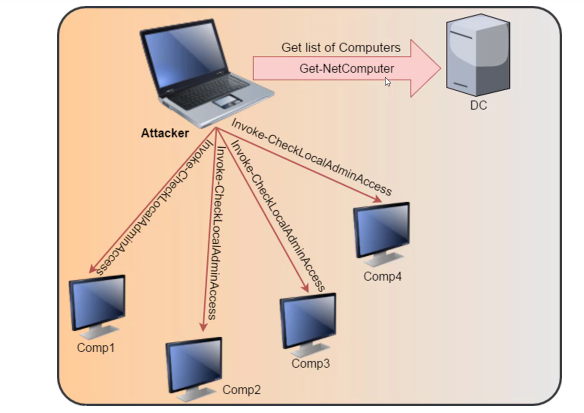 Get list of Computers
Get-NetComputer
DC
Attacker
Invoke-CheckLocalAdminAccess
Invoke-CheckLocalAdminAccess
Invoke-CheckLocalAdminAccess
Invoke-CheckLocalAdminAccess
Comp4
Comp1
Comp3
Comp2